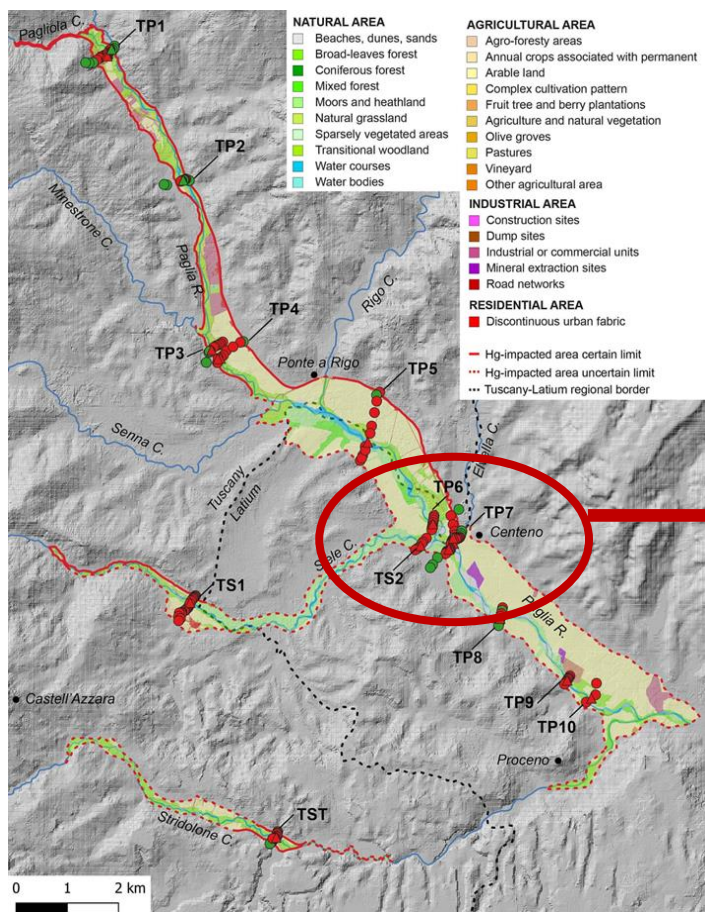 NATURAL AREA
Beaches, dunes, sands
Broad-leaves forest
Coniferous forest
Mixed forest
Moors and heathland
Natural grassland
Sparsely vegetated areas
Transitional woodland
Water courses
Water bodies
AGRICULTURAL AREA
Agro-foresty areas
Annual crops associated with permanent
Arable land
Complex cultivation pattern
Fruit tree and berry plantations
Agriculture and natural vegetation
Olive groves
Pastures
Vineyard
Other agricultural area
INDUSTRIAL AREA
Construction sites
Dump sites
Industrial or commercial units
Mineral extraction sites
Road networks
RESIDENTIAL AREA
Discontinuous urban fabric
Hg-impacted area certain limit
Hg-impacted area uncertain limit
Tuscany-Latium regional border
Pagliola C.
TP1
TP2
Minestrone C.
Paglia R.
Rigo C.
TP4
TP3
Ponte a Rigo
TP5
Senna C.
Tuscany
Latium
Elvella C.
TP6
TP7
Centeno
Siele C.
TS2
TS1
Paglia R.
TP8
Castell'Azzara
TP9
TP10
Proceno
TST
Stridolone C.
0 1 2 km